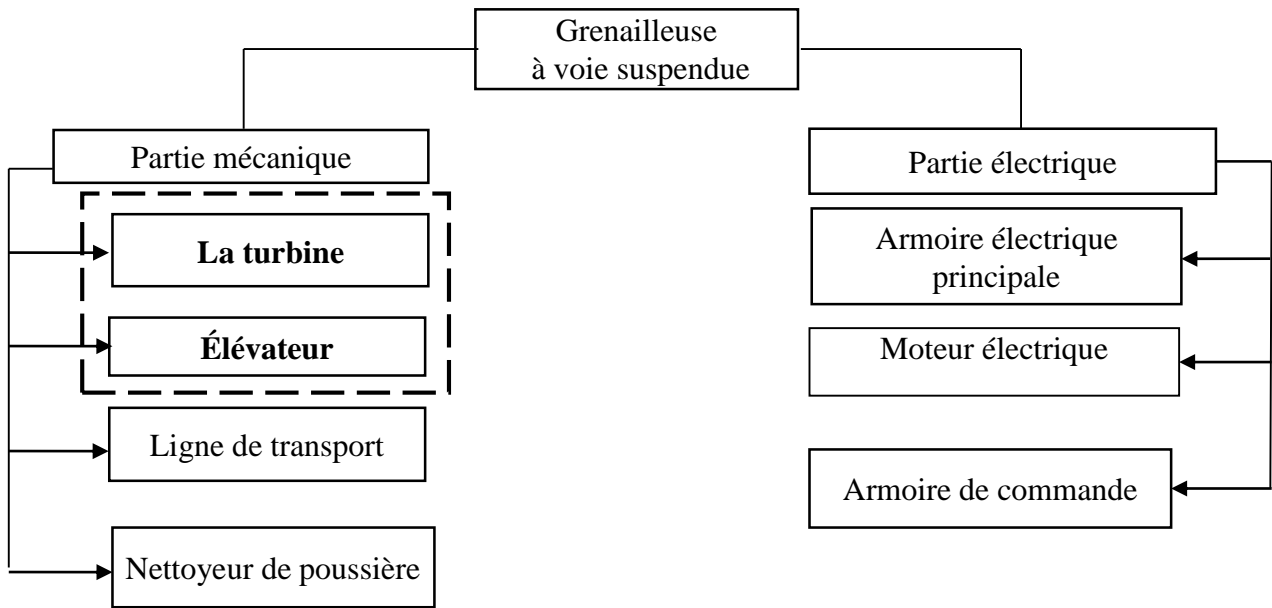 Grenailleuse
à voie suspendue
Partie mécanique
La turbine
Élévateur
Ligne de transport
Nettoyeur de poussière
Partie électrique
Armoire électrique
principale
Moteur électrique
Armoire de commande